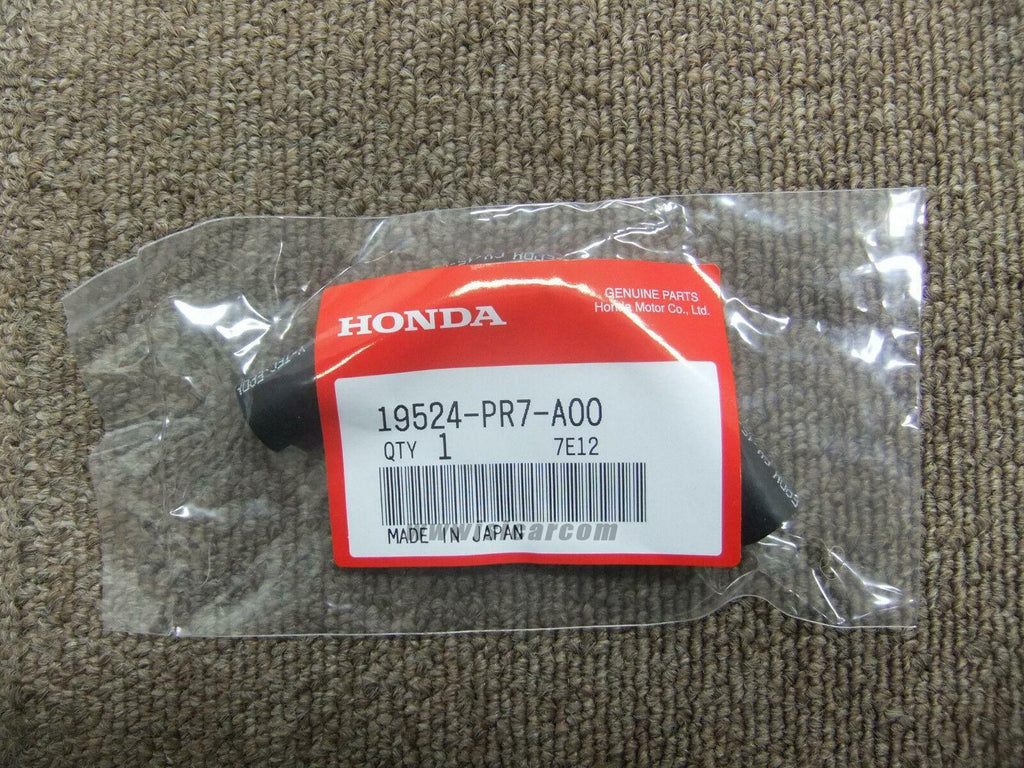 GENUINE PARTS
Honda Motor Co., Ltd.
HONDA
19524-PR7-A00
QTY 1 7E12
MADE IN JAPAN